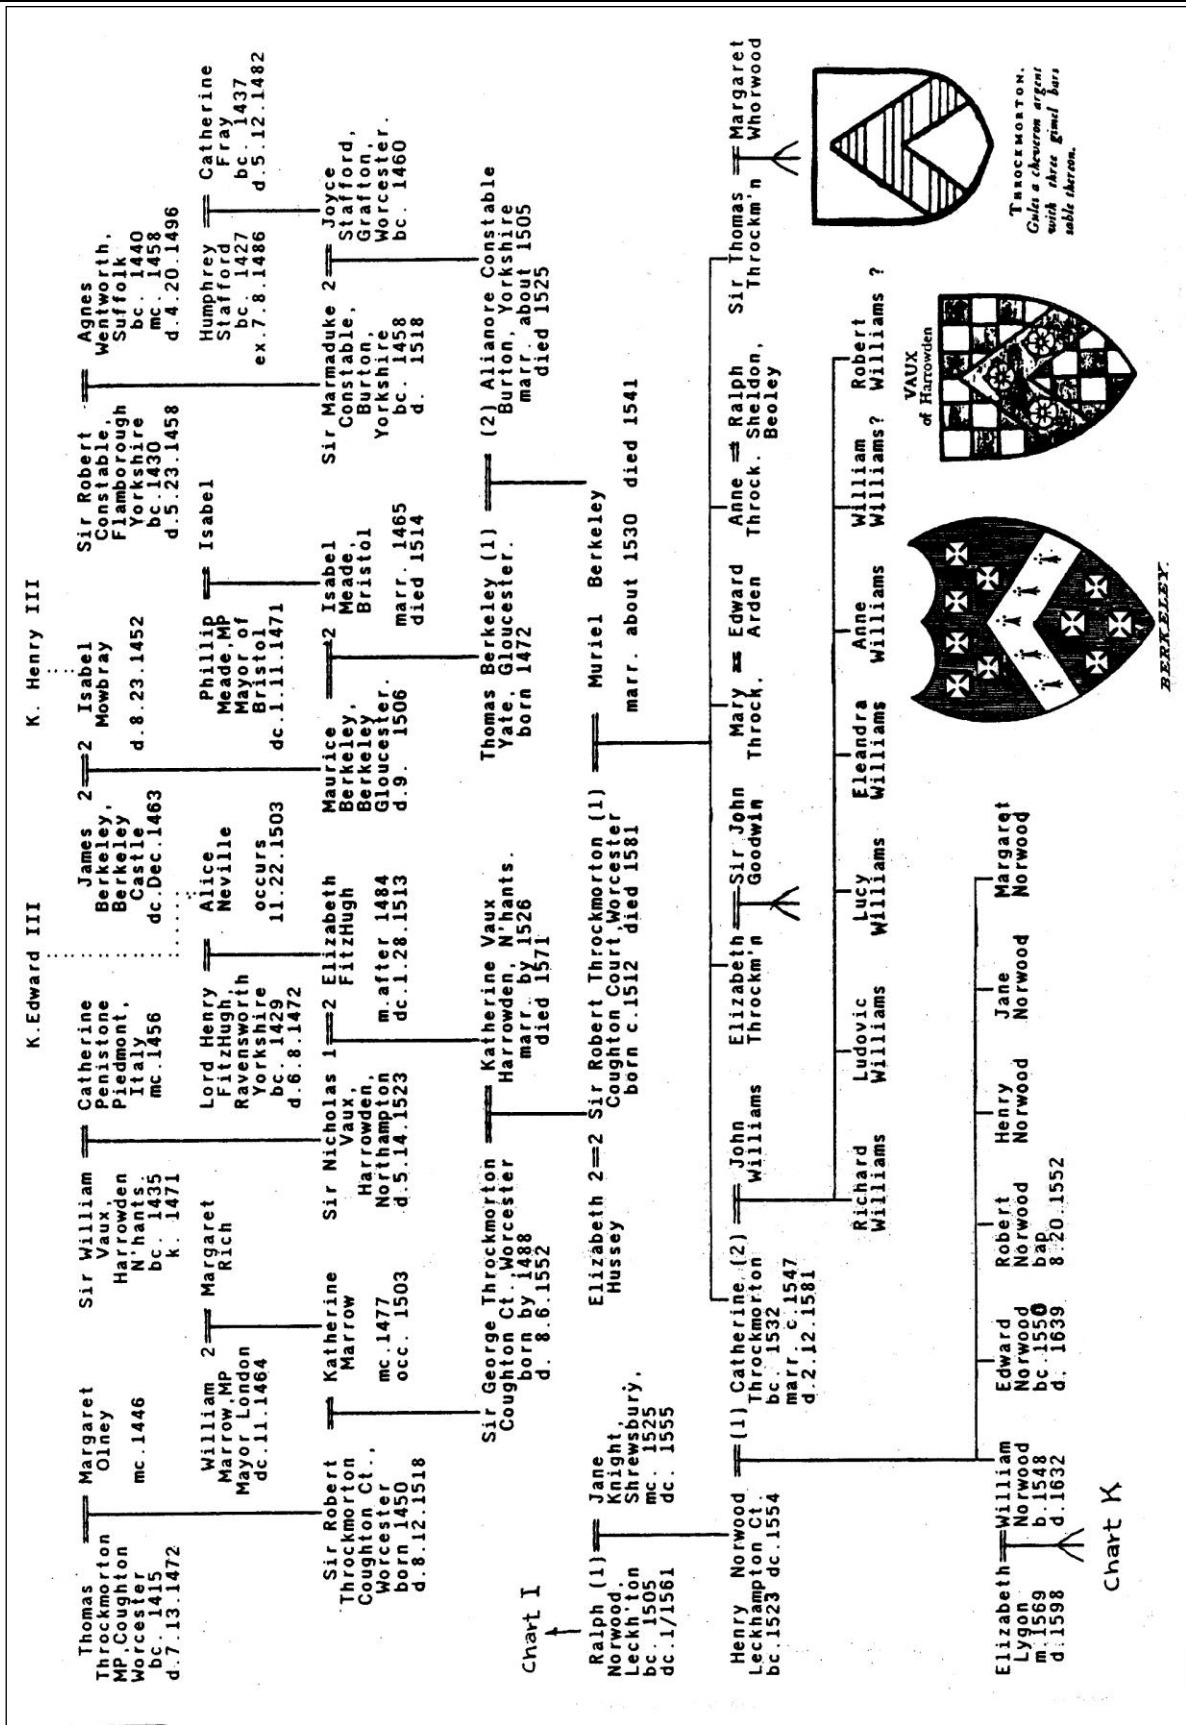 K.Edward III
K. Henry III
Thomas
Throckmorton
MP,Coughton
Worcester
bc. 1415
d.7.13.1472
Margaret
Olney
mc.1446
Sir William
Vaux,
Harrowden
N'hants.
bc. 1435
k. 1471
Catherine
Penistone
Piedmont,
Italy
mc.1456
James 2
Berkeley,
Berkeley
Castle
dc.Dec.1463
2 Isabel
Mowbray
d.8.23.1452
Sir Robert
Constable,
Flamborough
Yorkshire
bc.1430
d.5.23.1458
Agnes
Wentworth,
Suffolk
bc. 1440
mc. 1458
d.4.20.1496
William 2
Marrow,MP
Mayor London
dc.11.1464
Margaret
Rich
Lord Henry
FitzHugh,
Ravensworth
Yorkshire
bc. 1429
d.6.8.1472
Alice
Neville
occurs
11.22.1503
Phillip
Meade,MP
Mayor of
Bristol
dc.1.11.1471
Isabel
Humphrey
Stafford
bc. 1427
ex.7.8.1486
Catherine
Fray
bc. 1437
d.5.12.1482
Sir Robert
Throckmorton
Coughton Ct.,
Worcester
born 1450
d.8.12.1518
Katherine
Marrow
mc.1477
occ. 1503
Sir Nicholas 1
Vaux,
Harrowden,
Northampton
d.5.14.1523
2 Elizabeth
FitzHugh
m.after 1484
dc.1.28.1513
Maurice
Berkeley,
Berkeley
Gloucester.
d.9. 1506
2 Isabel
Meade,
Bristol
marr. 1465
died 1514
Sir Marmaduke 2
Constable,
Burton,
Yorkshire
bc. 1458
d. 1518
Joyce
Stafford,
Grafton,
Worcester.
bc. 1460
Sir George Throckmorton
Coughton Ct.,Worcester
born by 1488
d. 8.6.1552
Katherine Vaux
Harrowden, N'hants.
marr. by 1526
died 1571
Thomas Berkeley (1)
Yate, Gloucester.
born 1472
(2) Alianore Constable
Burton, Yorkshire
marr. about 1505
died 1525
Chart I
Ralph (1)
Norwood,
Leckh'ton
bc. 1505
dc.1/1561
Jane
Knight,
Shrewsbury,
mc. 1525
dc. 1555
Elizabeth 2
Hussey
2 Sir Robert Throckmorton (1)
Coughton Court,Worcester
born c.1512 died 1581
Muriel Berkeley
marr. about 1530 died 1541
Henry Norwood
Leckhampton Ct.
bc.1523 dc.1554
(1) Catherine (2)
Throckmorton
bc. 1532
marr. c.1547
d.2.12.1581
John
Williams
Elizabeth
Throckm'n
Sir John
Goodwin
Mary
Throck.
Edward
Arden
Anne
Throck.
Ralph
Sheldon,
Beoley
Sir Thomas
Throckm'n
Margaret
Whorwood
Richard
Williams
Ludovic
Williams
Lucy
Williams
Eleandra
Williams
Anne
Williams
William
Williams?
Robert
Williams ?
Elizabeth
Lygon
m.1569
d.1598
William
Norwood
b.1548
d.1632
Edward
Norwood
bc.1550
d. 1639
Robert
Norwood
bap
8.20.1552
Henry
Norwood
Jane
Norwood
Margaret
Norwood
Chart K
BERKELEY.
VAUX
of Harrowden
THROCKMORTON.
Gules a cheveron argent
with three gimel bars
sable thereon.